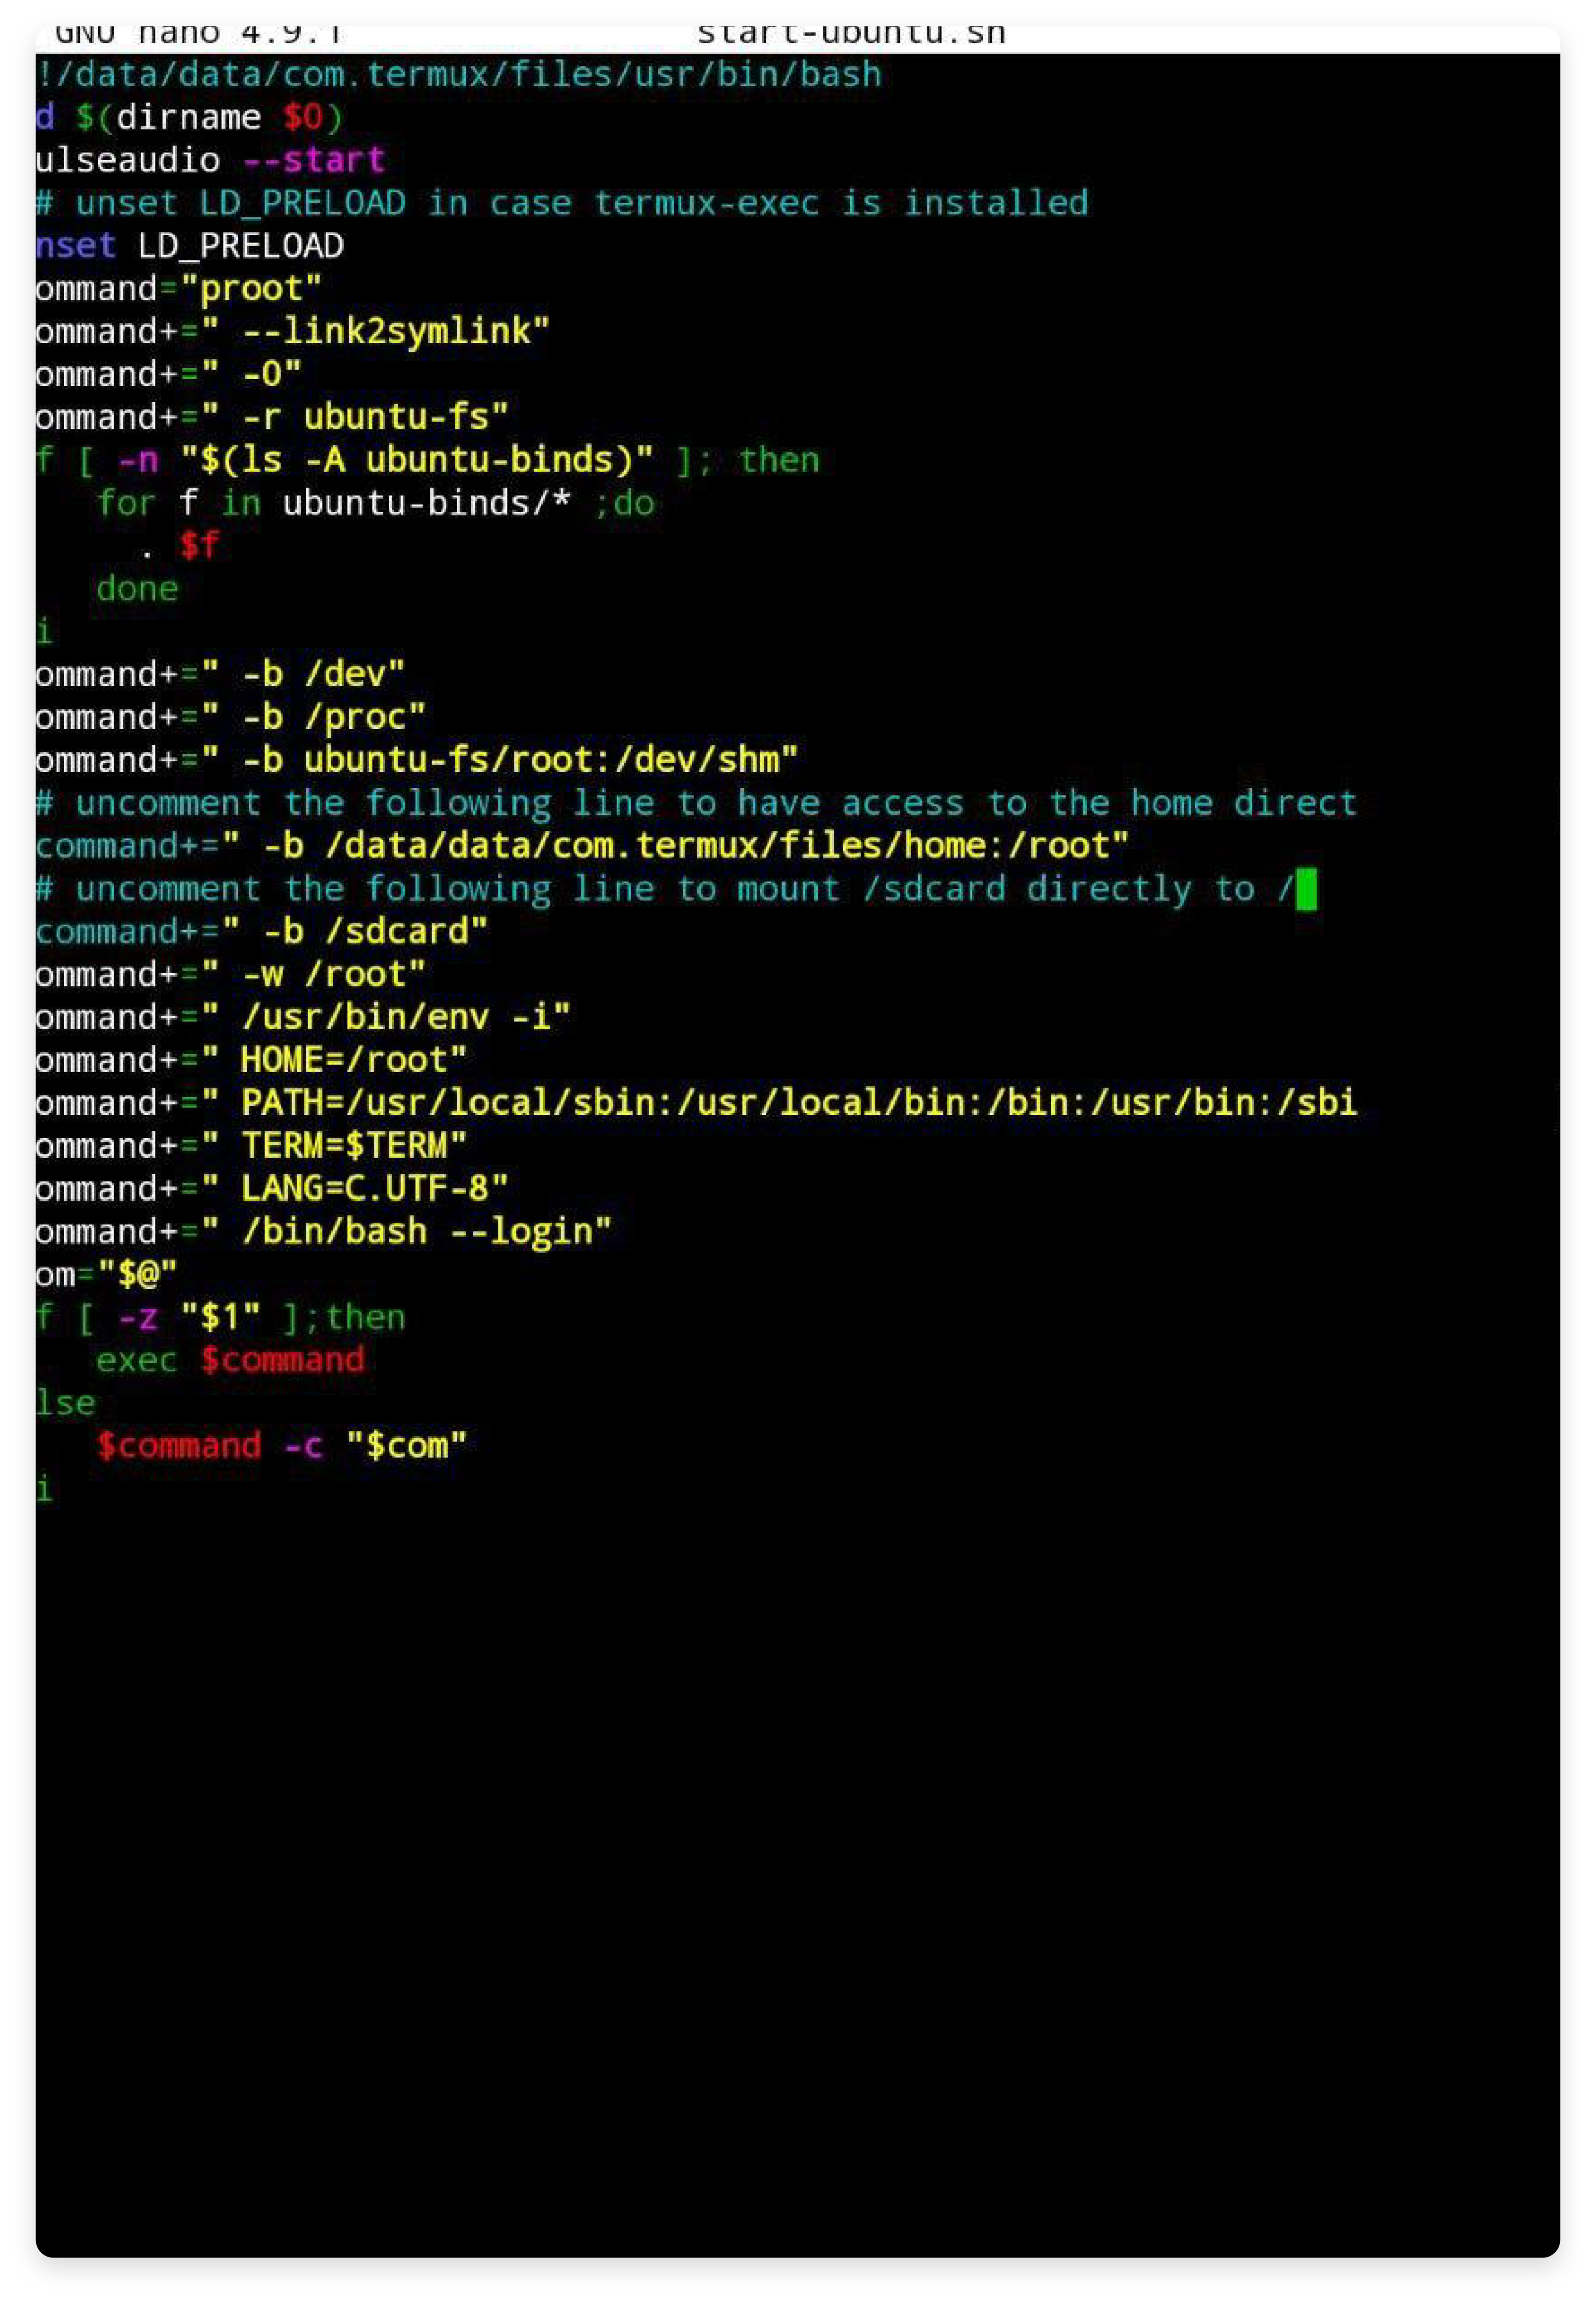 GNU nano 4.9.1 start-ubuntu.sh
!/data/data/com.termux/files/usr/bin/bash
d $(dirname $0)
ulseaudio --start
# unset LD_PRELOAD in case termux-exec is installed
nset LD_PRELOAD
ommand="proot"
ommand+=" --link2symlink"
ommand+=" -0"
ommand+=" -r ubuntu-fs"
f [ -n "$(ls -A ubuntu-binds)" ]; then
    for f in ubuntu-binds/* ;do
      . $f
    done
i
ommand+=" -b /dev"
ommand+=" -b /proc"
ommand+=" -b ubuntu-fs/root:/dev/shm"
# uncomment the following line to have access to the home direct
command+=" -b /data/data/com.termux/files/home:/root"
# uncomment the following line to mount /sdcard directly to /
command+=" -b /sdcard"
ommand+=" -w /root"
ommand+=" /usr/bin/env -i"
ommand+=" HOME=/root"
ommand+=" PATH=/usr/local/sbin:/usr/local/bin:/bin:/usr/bin:/sbi
ommand+=" TERM=$TERM"
ommand+=" LANG=C.UTF-8"
ommand+=" /bin/bash --login"
om="$@"
f [ -z "$1" ];then
    exec $command
lse
    $command -c "$com"
i